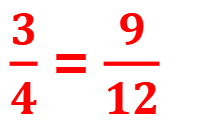 3/4 = 9/12